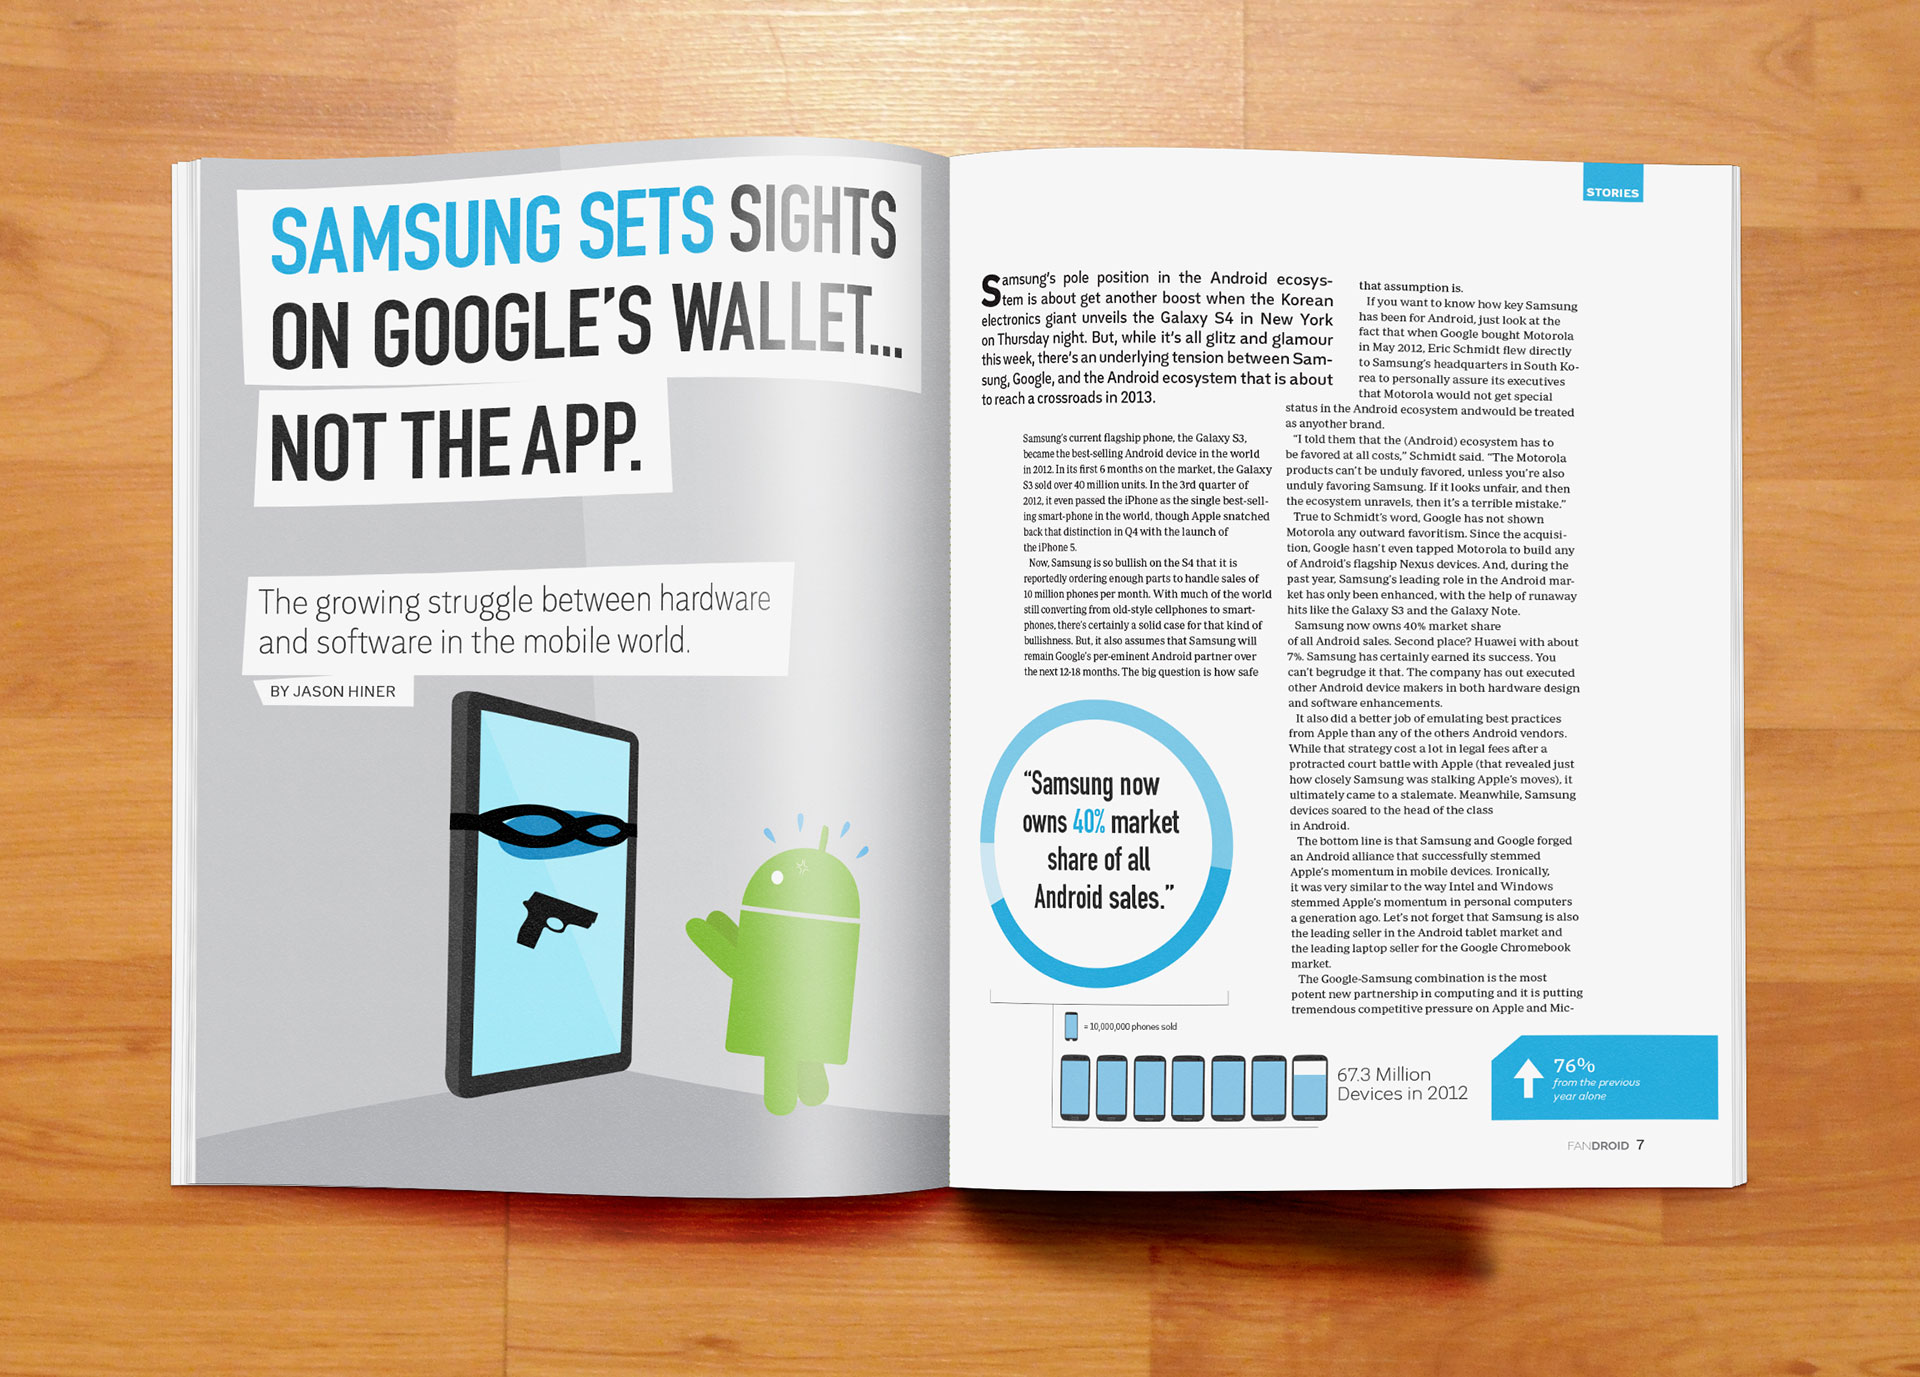 SAMSUNG SETS SIGHTS
ON GOOGLE'S WALLET...
NOT THE APP.
The growing struggle between hardware
and software in the mobile world.
BY JASON HINER
STORIES
Samsung's pole position in the Android ecosys-
tem is about get another boost when the Korean
electronics giant unveils the Galaxy S4 in New York
on Thursday night. But, while it's all glitz and glamour
this week, there's an underlying tension between Sam-
sung, Google, and the Android ecosystem that is about
to reach a crossroads in 2013.
Samsung's current flagship phone, the Galaxy S3,
became the best-selling Android device in the world
in 2012. In its first 6 months on the market, the Galaxy
S3 sold over 40 million units. In the 3rd quarter of
2012, it even passed the iPhone as the single best-sell-
ing smart-phone in the world, though Apple snatched
back that distinction in Q4 with the launch of
the iPhone 5.
Now, Samsung is so bullish on the S4 that it is
reportedly ordering enough parts to handle sales of
10 million phones per month. With much of the world
still converting from old-style cellphones to smart-
phones, there's certainly a solid case for that kind of
bullishness. But, it also assumes that Samsung will
remain Google's per-eminent Android partner over
the next 12-18 months. The big question is how safe
that assumption is.
If you want to know how key Samsung
has been for Android, just look at the
fact that when Google bought Motorola
in May 2012, Eric Schmidt flew directly
to Samsung's headquarters in South Ko-
rea to personally assure its executives
that Motorola would not get special
status in the Android ecosystem andwould be treated
as anyother brand.
"I told them that the (Android) ecosystem has to
be favored at all costs," Schmidt said. "The Motorola
products can't be unduly favored, unless you're also
unduly favoring Samsung. If it looks unfair, and then
the ecosystem unravels, then it's a terrible mistake."
True to Schmidt's word, Google has not shown
Motorola any outward favoritism. Since the acquisi-
tion, Google hasn't even tapped Motorola to build any
of Android's flagship Nexus devices. And, during the
past year, Samsung's leading role in the Android mar-
ket has only been enhanced, with the help of runaway
hits like the Galaxy S3 and the Galaxy Note.
Samsung now owns 40% market share
of all Android sales. Second place? Huawei with about
7%. Samsung has certainly earned its success. You
can't begrudge it that. The company has out executed
other Android device makers in both hardware design
and software enhancements.
It also did a better job of emulating best practices
from Apple than any of the others Android vendors.
While that strategy cost a lot in legal fees after a
protracted court battle with Apple (that revealed just
how closely Samsung was stalking Apple's moves), it
ultimately came to a stalemate. Meanwhile, Samsung
devices soared to the head of the class
in Android.
The bottom line is that Samsung and Google forged
an Android alliance that successfully stemmed
Apple's momentum in mobile devices. Ironically,
it was very similar to the way Intel and Windows
stemmed Apple's momentum in personal computers
a generation ago. Let's not forget that Samsung is also
the leading seller in the Android tablet market and
the leading laptop seller for the Google Chromebook
market.
The Google-Samsung combination is the most
potent new partnership in computing and it is putting
tremendous competitive pressure on Apple and Mic-
"Samsung now
owns 40% market
share of all
Android sales."
= 10,000,000 phones sold
67.3 Million
Devices in 2012
76%
from the previous
year alone
FANDROID 7